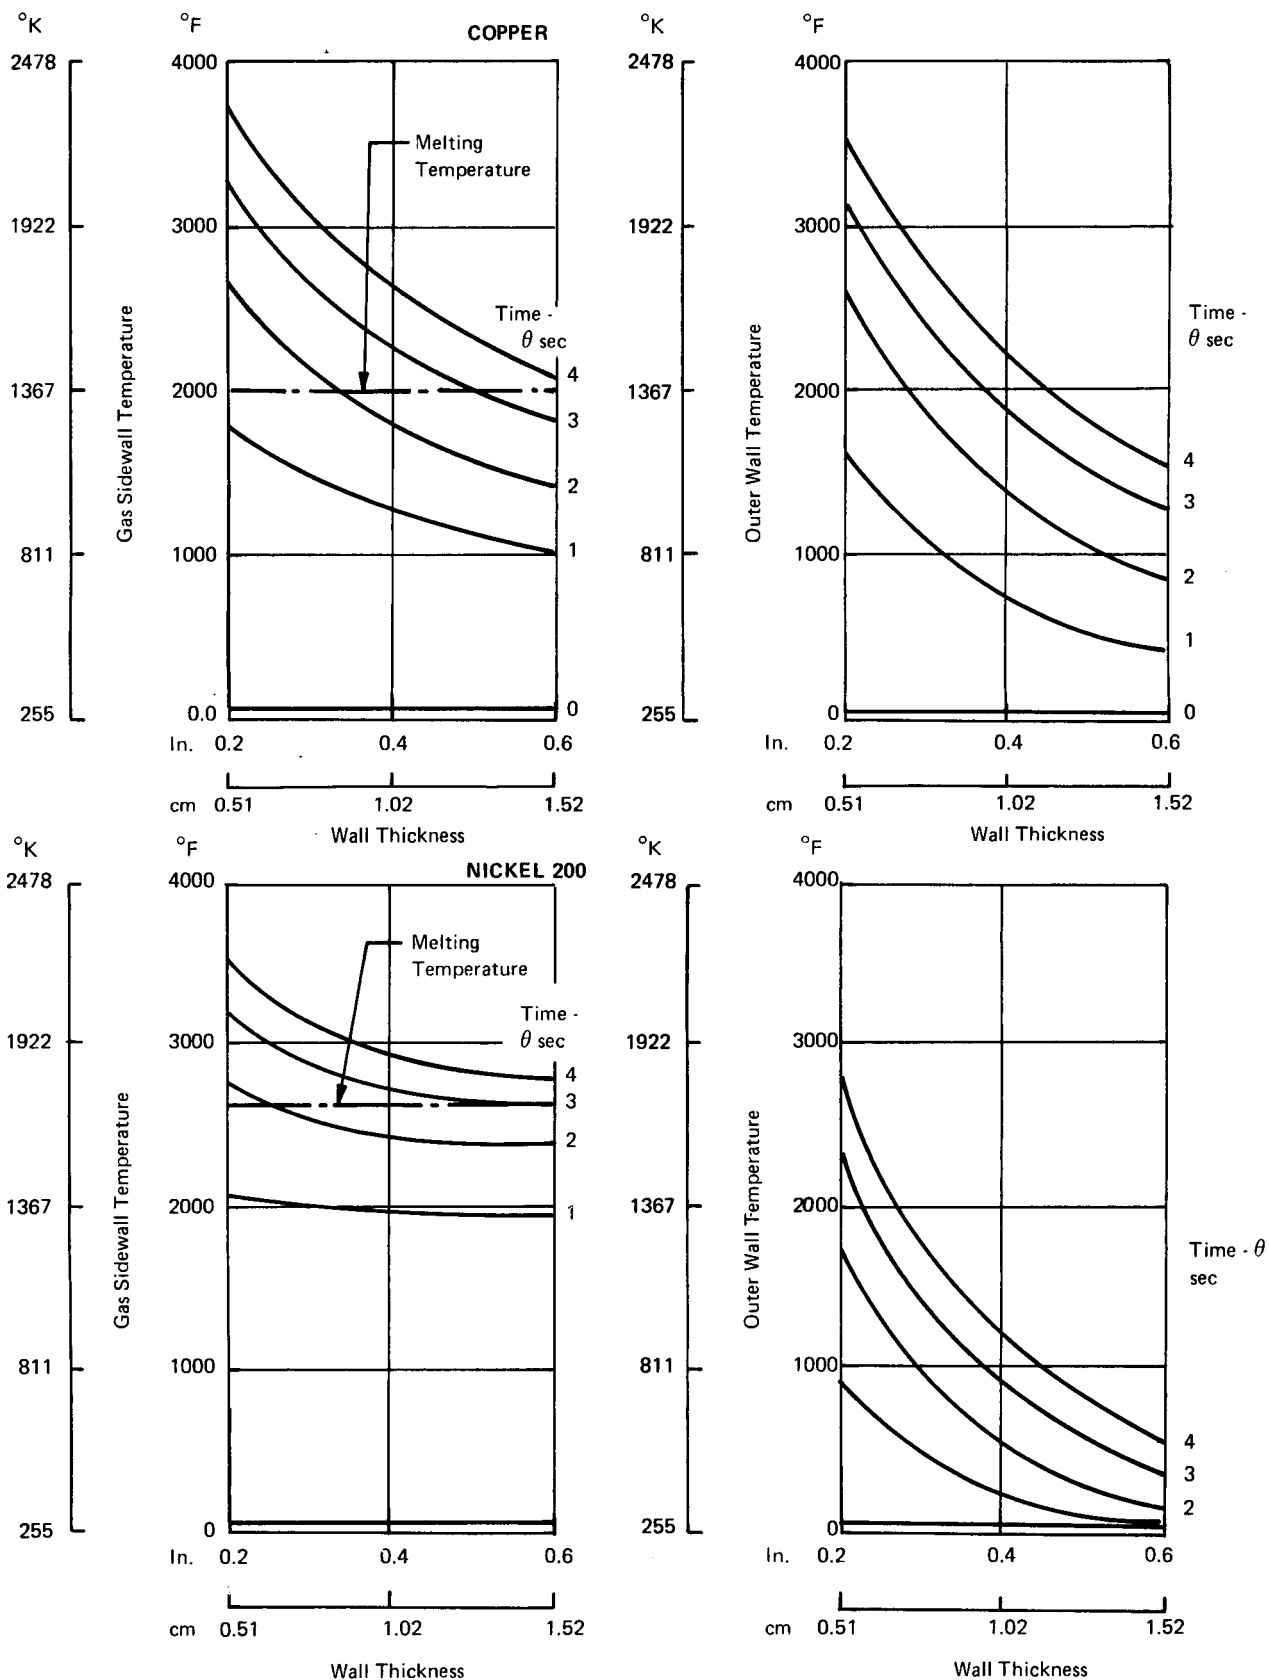 COPPER
°K
°F
2478
4000
1922
3000
1367
2000
811
1000
255
0.0
Gas Sidewall Temperature
Melting
Temperature
Time -
θ sec
4
3
2
1
0
In. 0.2 0.4 0.6
cm 0.51 1.02 1.52
Wall Thickness
°K
°F
2478
4000
1922
3000
1367
2000
811
1000
255
0
Outer Wall Temperature
Time -
θ sec
4
3
2
1
0
In. 0.2 0.4 0.6
cm 0.51 1.02 1.52
Wall Thickness
NICKEL 200
°K
°F
2478
4000
1922
3000
1367
2000
811
1000
255
0
Gas Sidewall Temperature
Melting
Temperature
Time -
θ sec
4
3
2
1
In. 0.2 0.4 0.6
cm 0.51 1.02 1.52
Wall Thickness
°K
°F
2478
4000
1922
3000
1367
2000
811
1000
255
0
Outer Wall Temperature
Time - θ
sec
4
3
2
In. 0.2 0.4 0.6
cm 0.51 1.02 1.52
Wall Thickness